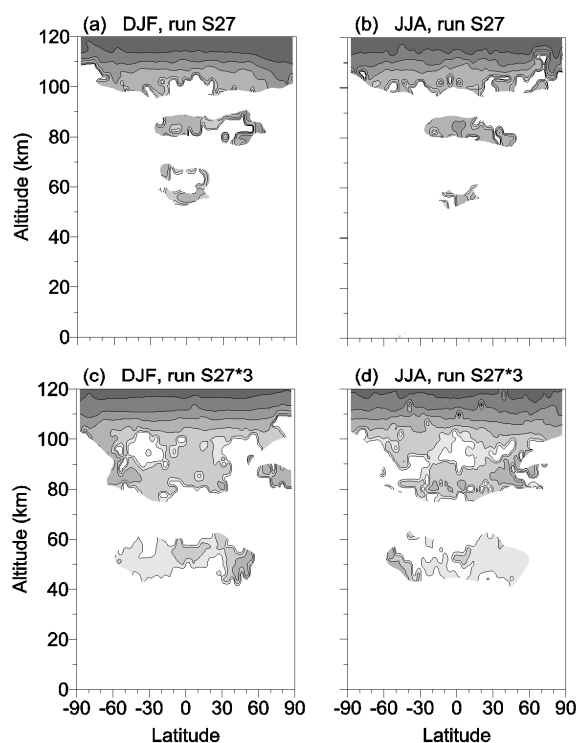 (a) DJF, run S27
(b) JJA, run S27
120
100
80
60
40
20
0
Altitude (km)
(c) DJF, run S27*3
(d) JJA, run S27*3
120
100
80
60
40
20
0
Altitude (km)
-90 -60 -30 0 30 60 90
-90 -60 -30 0 30 60 90
Latitude
Latitude